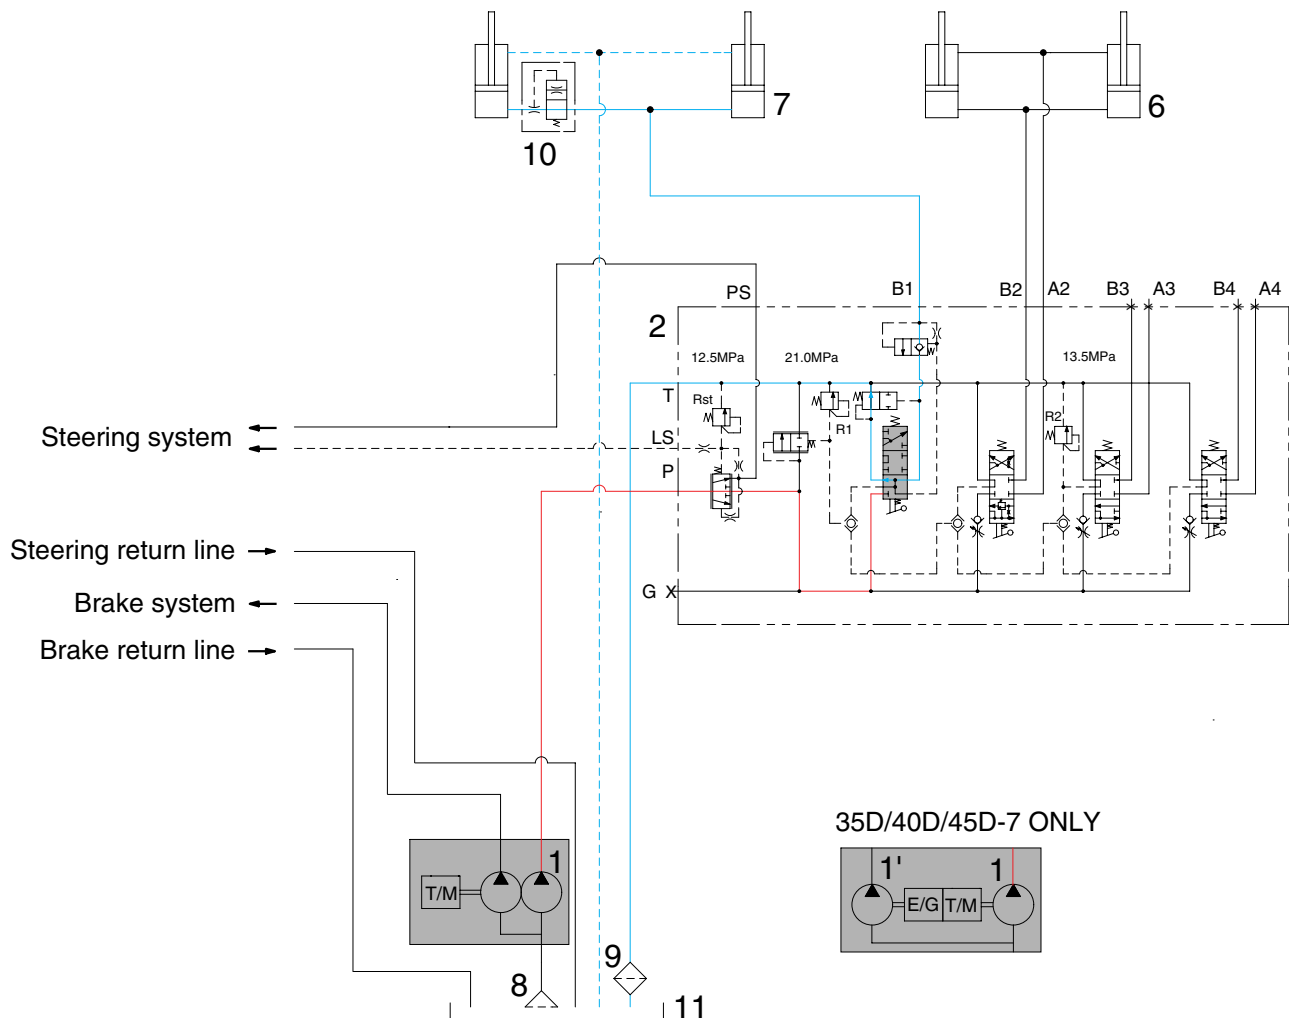 7
6
10
PS
B1
B2
A2
B3
A3
B4
A4
2
12.5MPa
21.0MPa
13.5MPa
T
Rst
R1
R2
Steering system
LS
P
Steering return line
Brake system
G X
Brake return line
35D/40D/45D-7 ONLY
1
T/M
1'
1
E/G
T/M
9
8
11